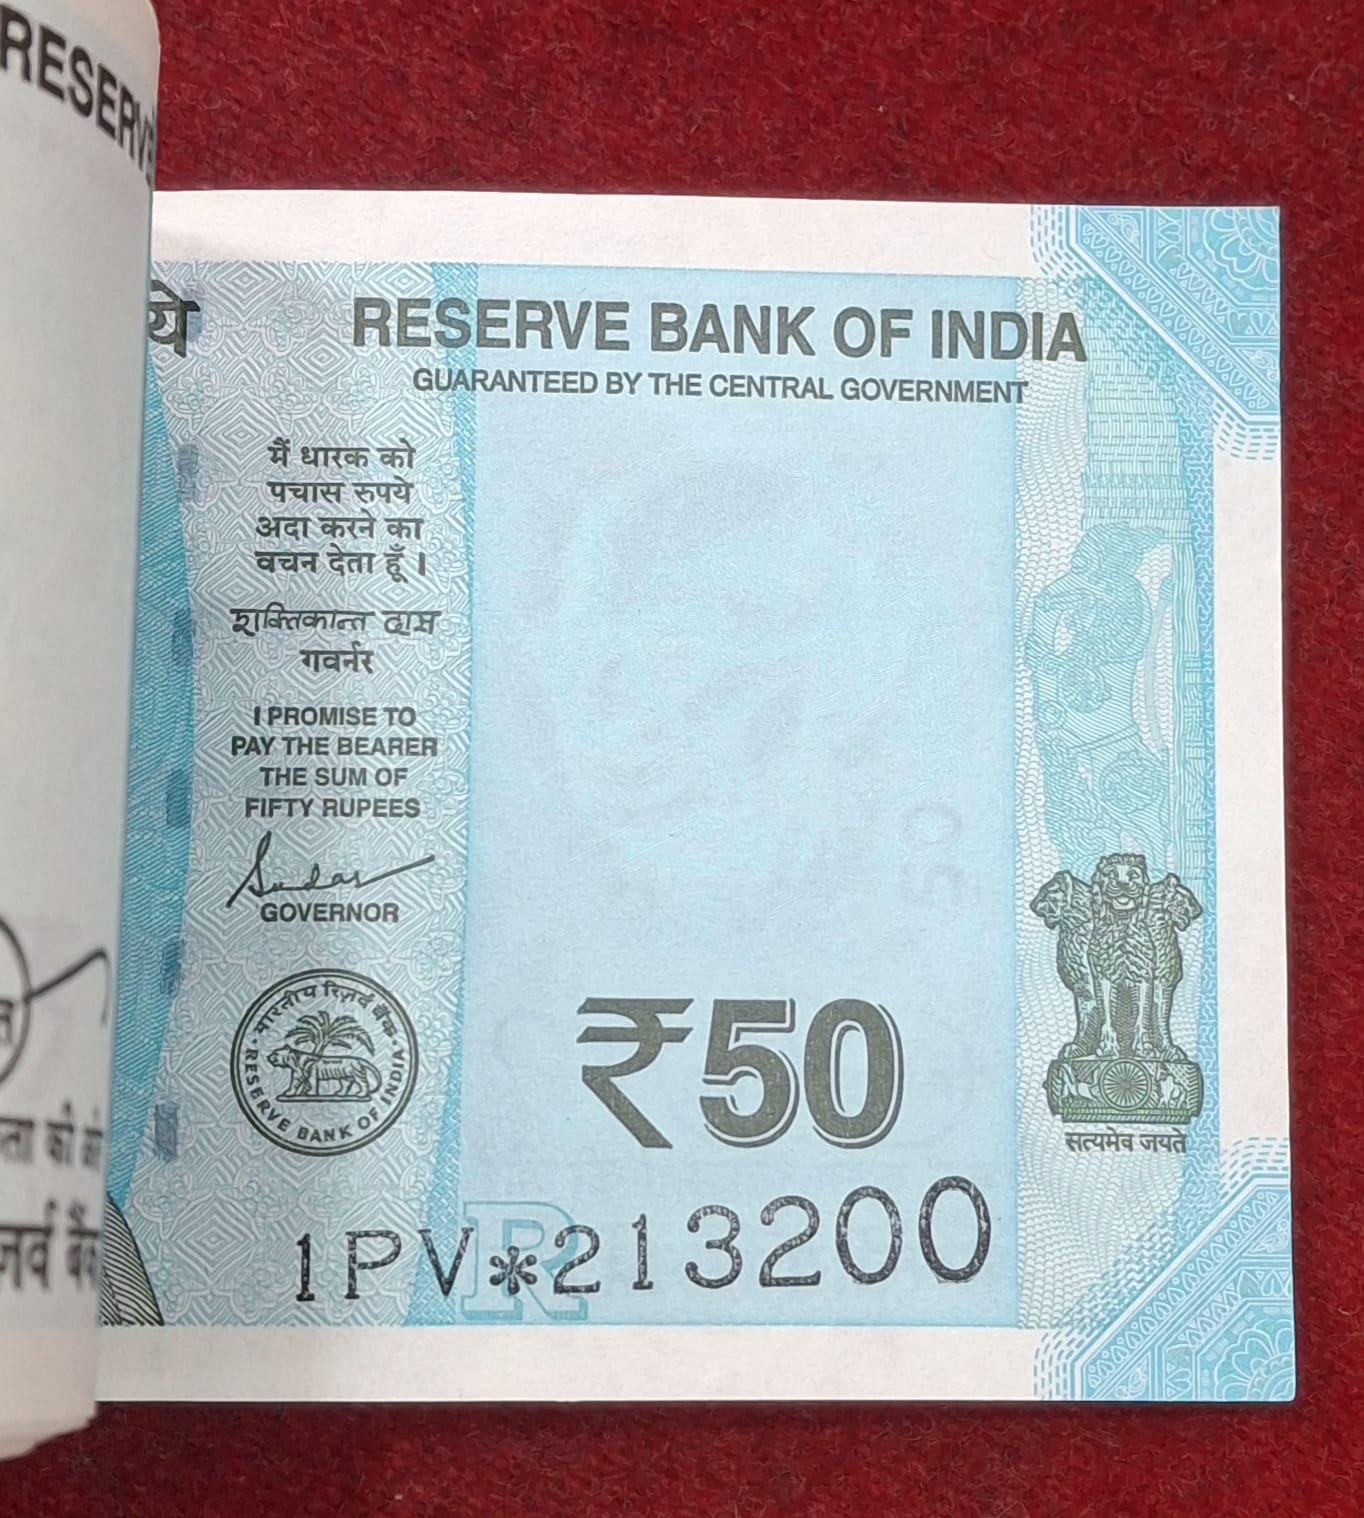 RESERVE
ये
RESERVE BANK OF INDIA
GUARANTEED BY THE CENTRAL GOVERNMENT
मैं धारक को
पचास रुपये
अदा करने का
वचन देता हूँ।
शक्तिकान्त दास
गवर्नर
I PROMISE TO
PAY THE BEARER
THE SUM OF
FIFTY RUPEES
GOVERNOR
भारतीय रिज़र्व बैंक
RESERVE BANK OF INDIA
₹50
50
सत्यमेव जयते
R
1PV*213200